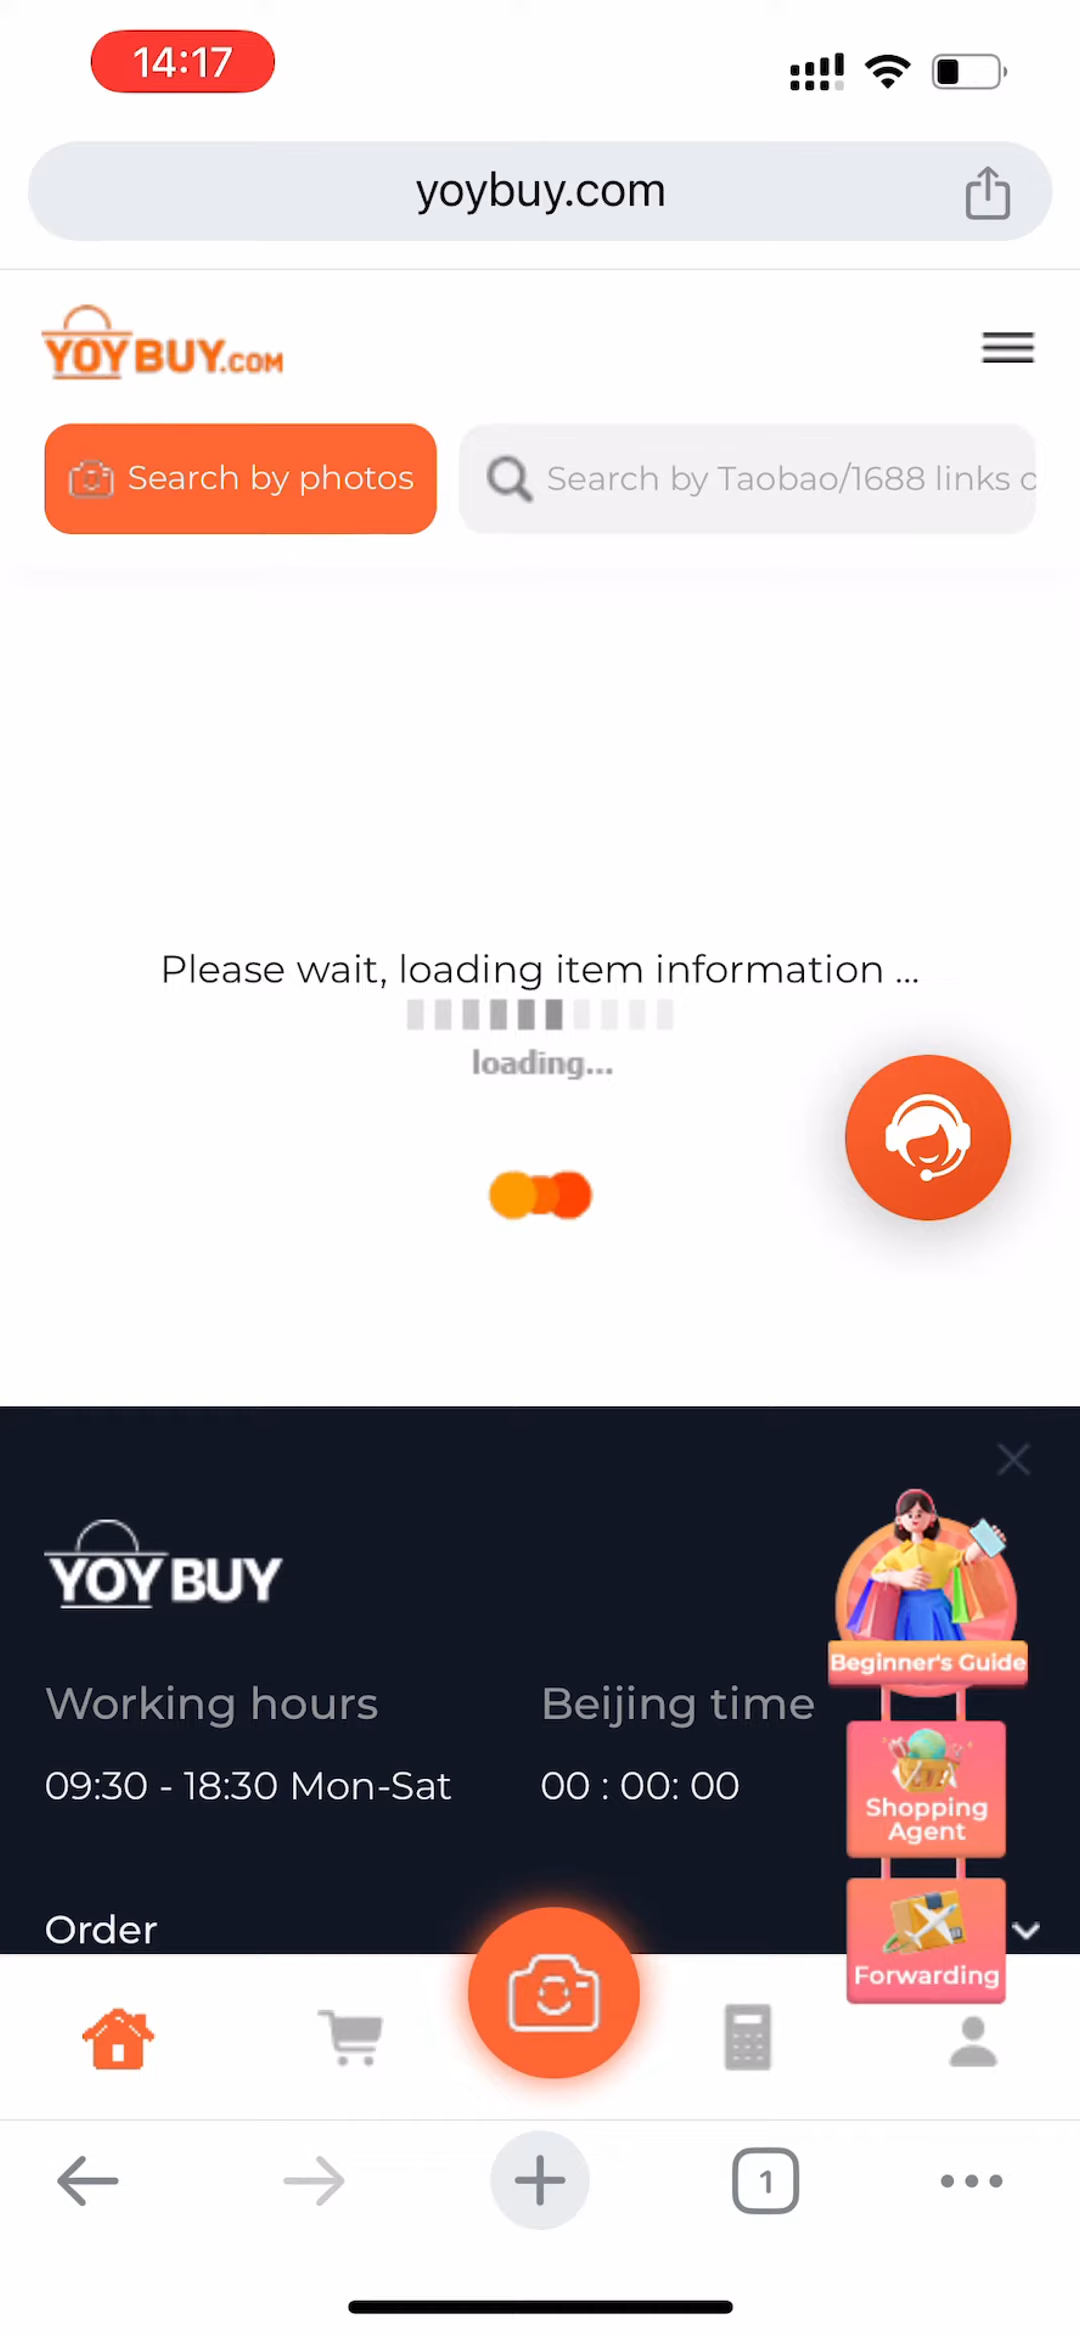 14:17
yoybuy.com
YOYBUY.COM
Search by photos
Search by Taobao/1688 links
Please wait, loading item information ...
loading...
YOYBUY
Beginner's Guide
Working hours
Beijing time
09:30 - 18:30 Mon-Sat
00 : 00: 00
Shopping
Agent
Order
Forwarding
1